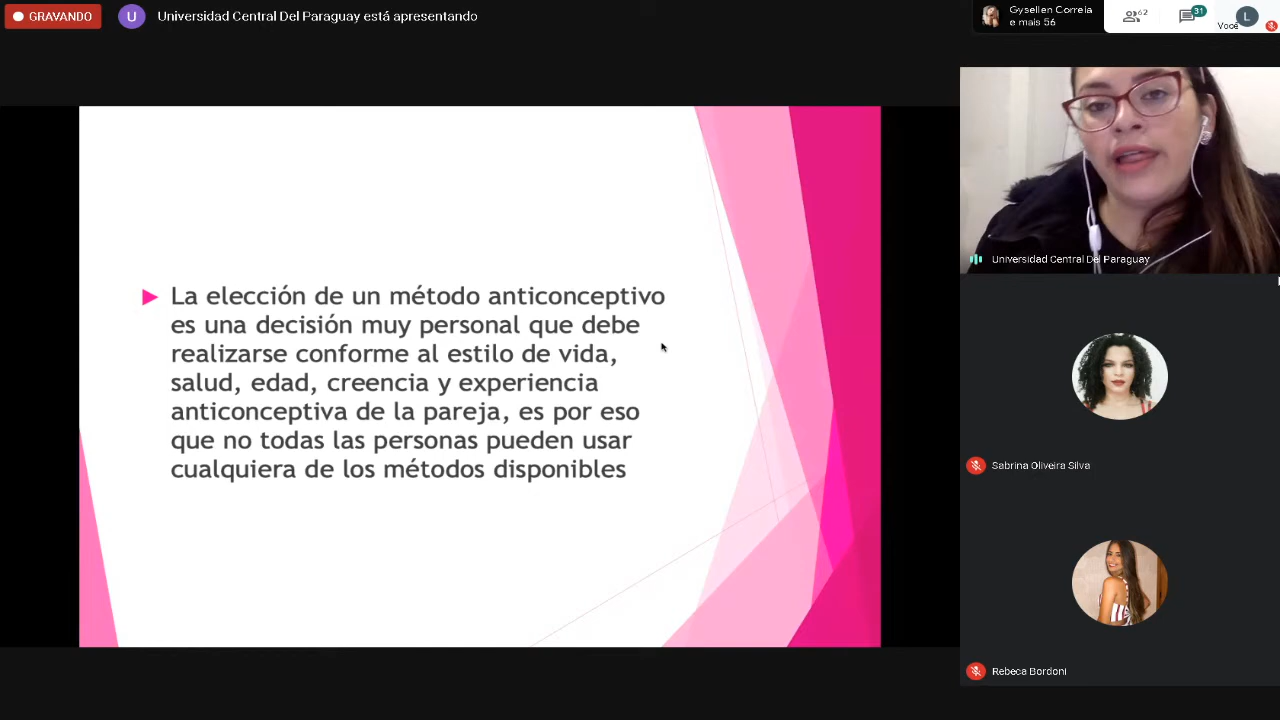 GRAVANDO
U
Universidad Central Del Paraguay está apresentando
Gysellen Correia
e mais 56
62
31
L
Você
La elección de un método anticonceptivo
es una decisión muy personal que debe
realizarse conforme al estilo de vida,
salud, edad, creencia y experiencia
anticonceptiva de la pareja, es por eso
que no todas las personas pueden usar
cualquiera de los métodos disponibles
Universidad Central Del Paraguay
Sabrina Oliveira Silva
Rebeca Bordoni